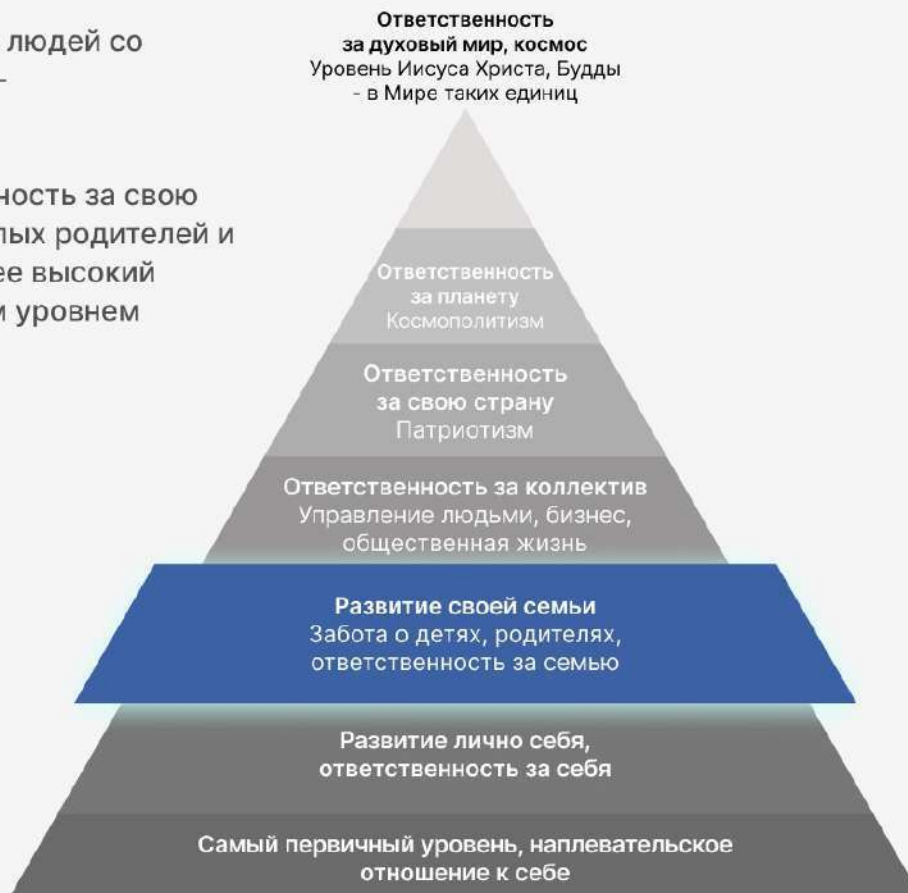 людей со
–
ность за свою
лых родителей и
ее высокий
м уровнем
Ответственность
за духовый мир, космос
Уровень Иисуса Христа, Будды
- в Мире таких единиц
Ответственность
за планету
Космополитизм
Ответственность
за свою страну
Патриотизм
Ответственность за коллектив
Управление людьми, бизнес,
общественная жизнь
Развитие своей семьи
Забота о детях, родителях,
ответственность за семью
Развитие лично себя,
ответственность за себя
Самый первичный уровень, наплевательское
отношение к себе